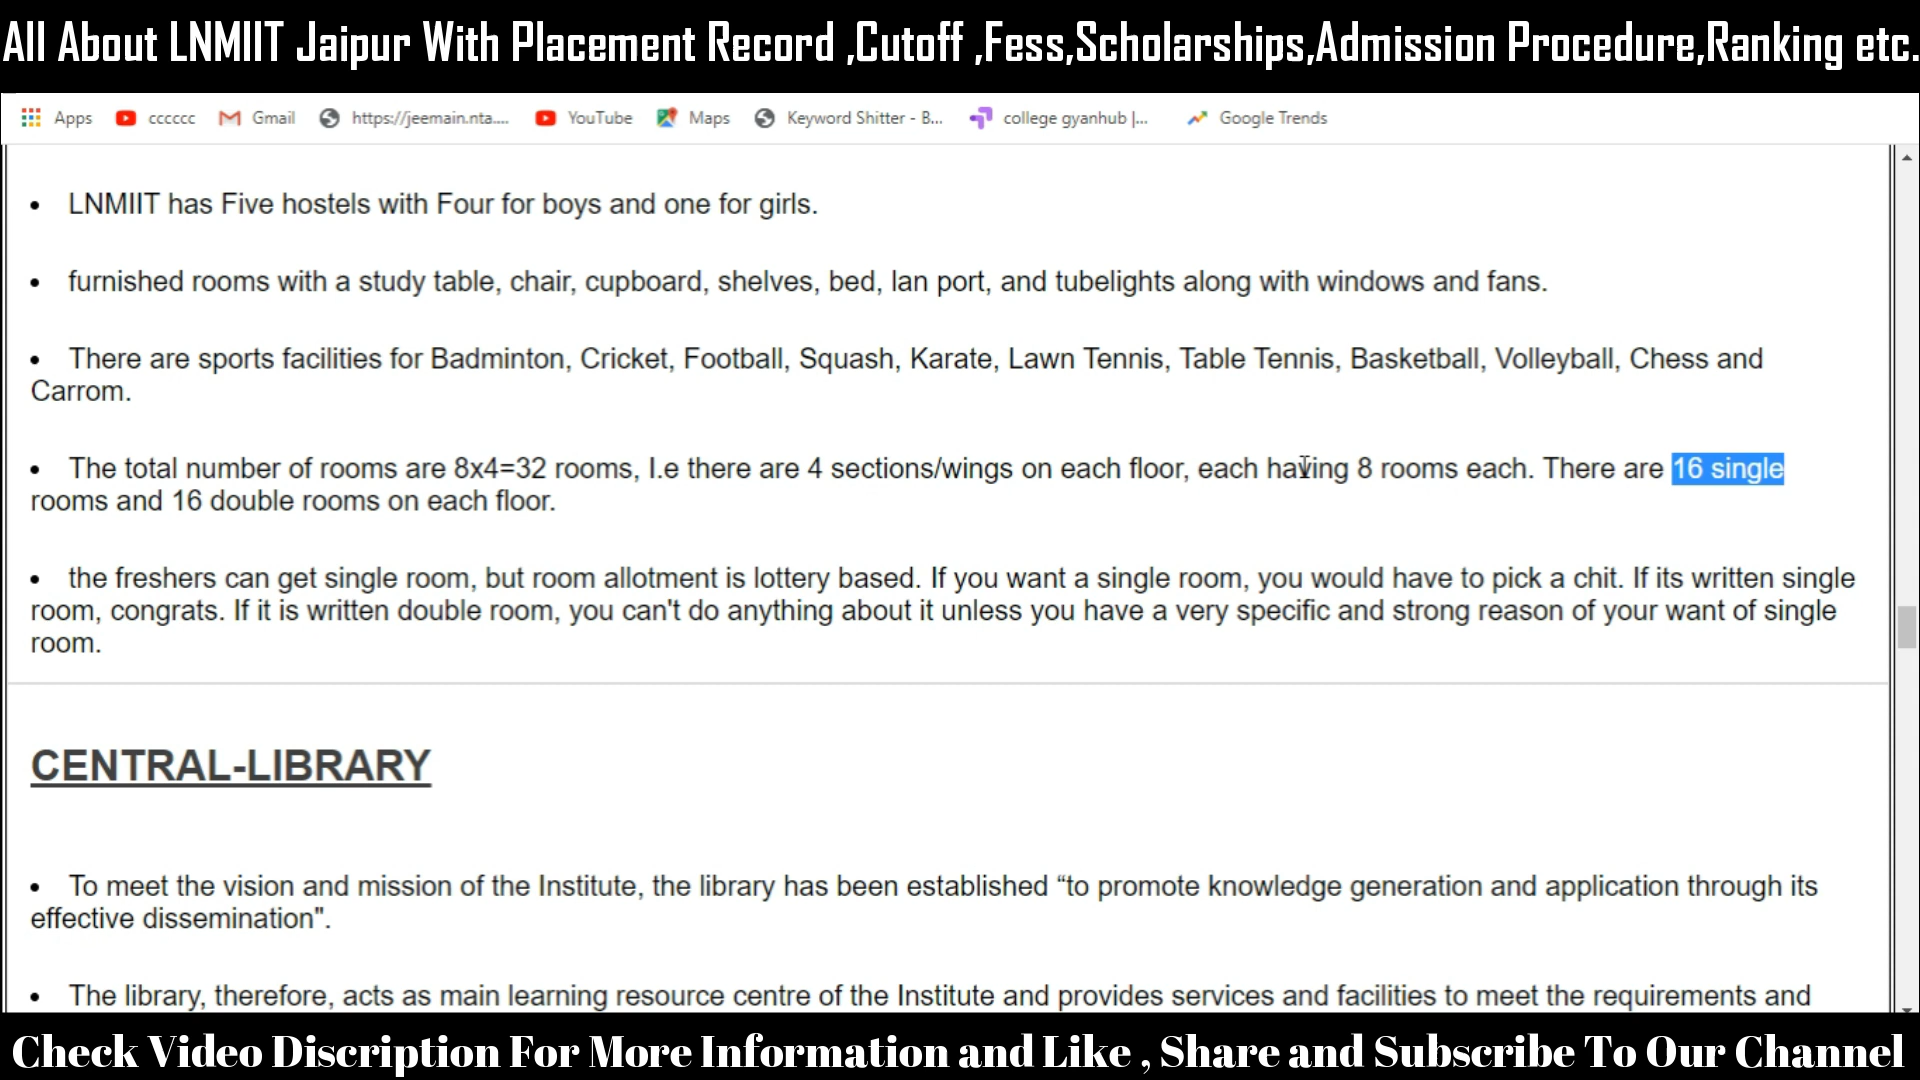 All About LNMIIT Jaipur With Placement Record ,Cutoff ,Fess,Scholarships,Admission Procedure,Ranking etc.
Apps cccccc Gmail https://jeemain.nta.... YouTube Maps Keyword Shitter - B... college gyanhub |... Google Trends
• LNMIIT has Five hostels with Four for boys and one for girls.
• furnished rooms with a study table, chair, cupboard, shelves, bed, lan port, and tubelights along with windows and fans.
• There are sports facilities for Badminton, Cricket, Football, Squash, Karate, Lawn Tennis, Table Tennis, Basketball, Volleyball, Chess and
Carrom.
• The total number of rooms are 8x4=32 rooms, I.e there are 4 sections/wings on each floor, each having 8 rooms each. There are 16 single
rooms and 16 double rooms on each floor.
• the freshers can get single room, but room allotment is lottery based. If you want a single room, you would have to pick a chit. If its written single
room, congrats. If it is written double room, you can't do anything about it unless you have a very specific and strong reason of your want of single
room.
CENTRAL-LIBRARY
• To meet the vision and mission of the Institute, the library has been established “to promote knowledge generation and application through its
effective dissemination".
• The library, therefore, acts as main learning resource centre of the Institute and provides services and facilities to meet the requirements and
Check Video Discription For More Information and Like , Share and Subscribe To Our Channel